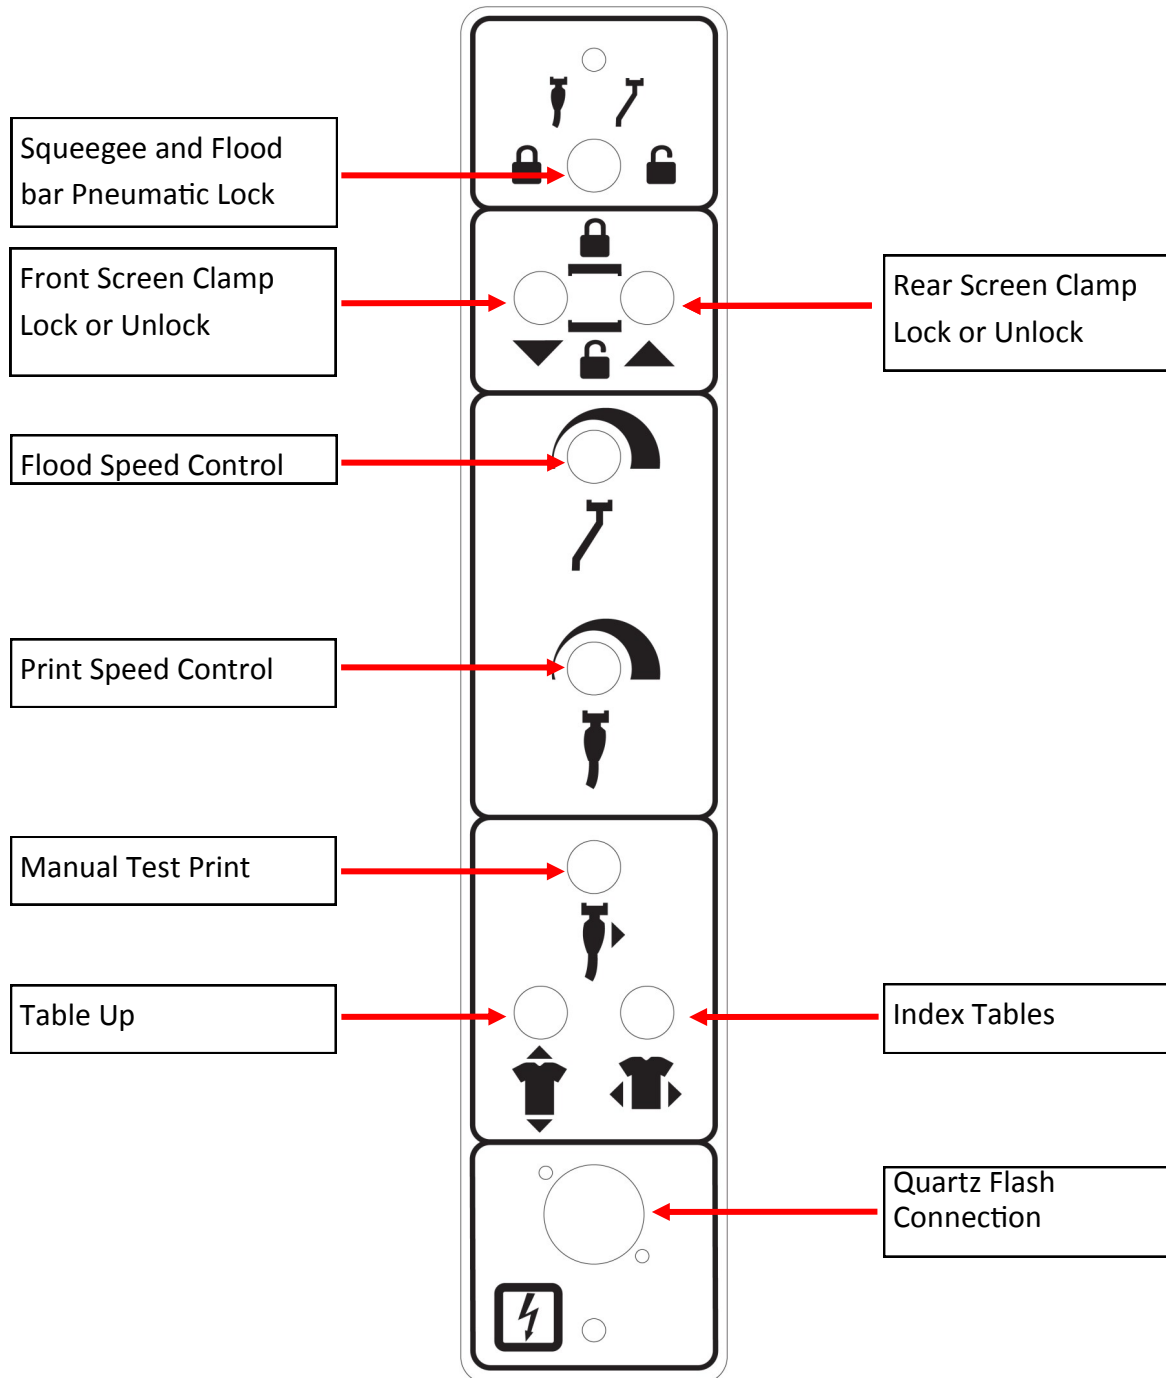 Squeegee and Flood
bar Pneumatic Lock
Front Screen Clamp
Lock or Unlock
Rear Screen Clamp
Lock or Unlock
Flood Speed Control
Print Speed Control
Manual Test Print
Table Up
Index Tables
Quartz Flash
Connection